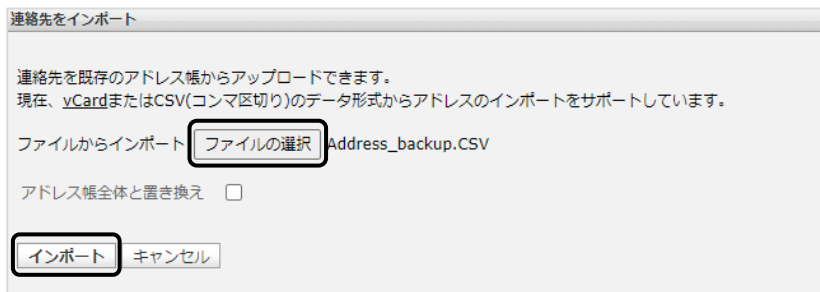 連絡先をインポート
連絡先を既存のアドレス帳からアップロードできます。
現在、vCardまたはCSV(コンマ区切り)のデータ形式からアドレスのインポートをサポートしています。
ファイルからインポート ファイルの選択 Address_backup.CSV
アドレス帳全体と置き換え
インポート キャンセル